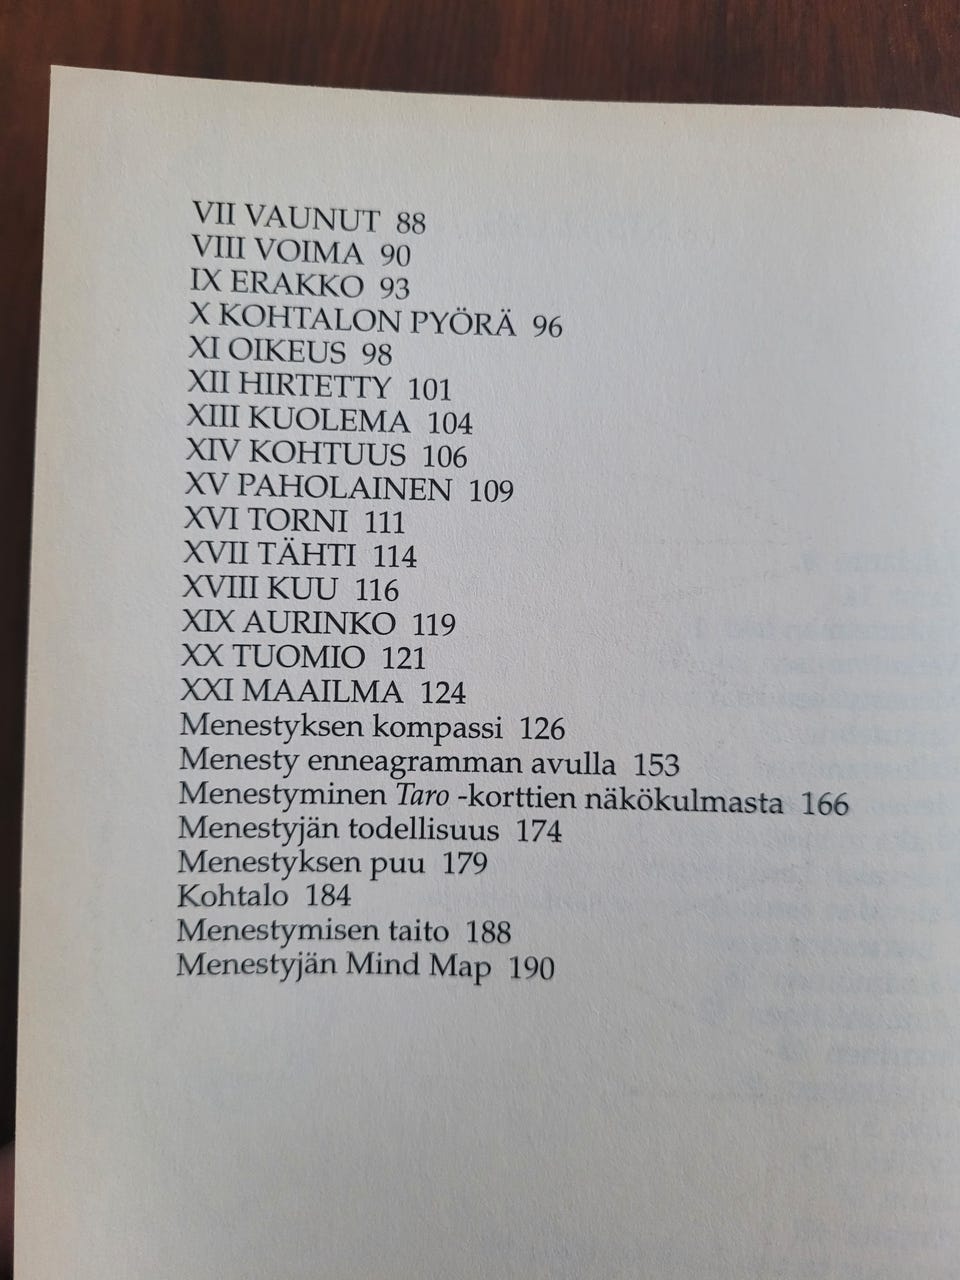 VII VAUNUT 88
VIII VOIMA 90
IX ERAKKO 93
X KOHTALON PYÖRÄ 96
XI OIKEUS 98
XII HIRTETTY 101
XIII KUOLEMA 104
XIV KOHTUUS 106
XV PAHOLAINEN 109
XVI TORNI 111
XVII TÄHTI 114
XVIII KUU 116
XIX AURINKO 119
XX TUOMIO 121
XXI MAAILMA 124
Menestyksen kompassi 126
Menesty enneagramman avulla 153
Menestyminen Taro -korttien näkökulmasta 166
Menestyjän todellisuus 174
Menestyksen puu 179
Kohtalo 184
Menestymisen taito 188
Menestyjän Mind Map 190